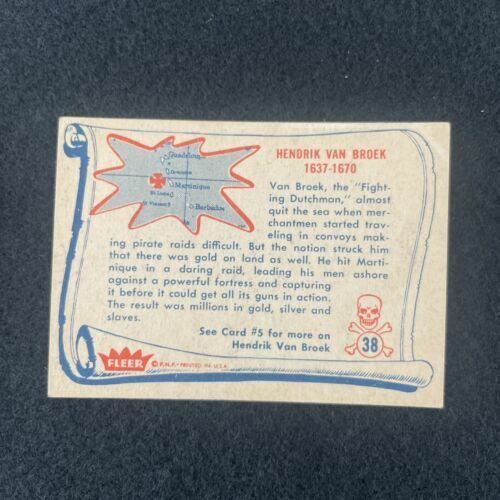 HENDRIK VAN BROEK
1637-1670
Guadeloupe
Dominica
Martinique
St. Lucia
St. Vincent
Barbados
Van Broek, the "Fight-
ing Dutchman," almost
quit the sea when mer-
chantmen started trav-
eling in convoys mak-
ing pirate raids difficult. But the notion struck him
that there was gold on land as well. He hit Marti-
nique in a daring raid, leading his men ashore
against a powerful fortress and capturing
it before it could get all its guns in action.
The result was millions in gold, silver and
slaves.
See Card #5 for more on
Hendrik Van Broek
38
FLEER
© F.H.F. PRINTED IN U.S.A.